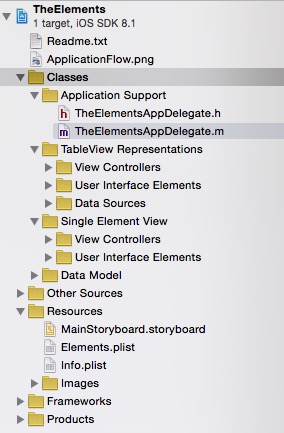 TheElements
1 target, iOS SDK 8.1
Readme.txt
ApplicationFlow.png
Classes
Application Support
h TheElementsAppDelegate.h
m TheElementsAppDelegate.m
TableView Representations
View Controllers
User Interface Elements
Data Sources
Single Element View
View Controllers
User Interface Elements
Data Model
Other Sources
Resources
MainStoryboard.storyboard
Elements.plist
Info.plist
Images
Frameworks
Products